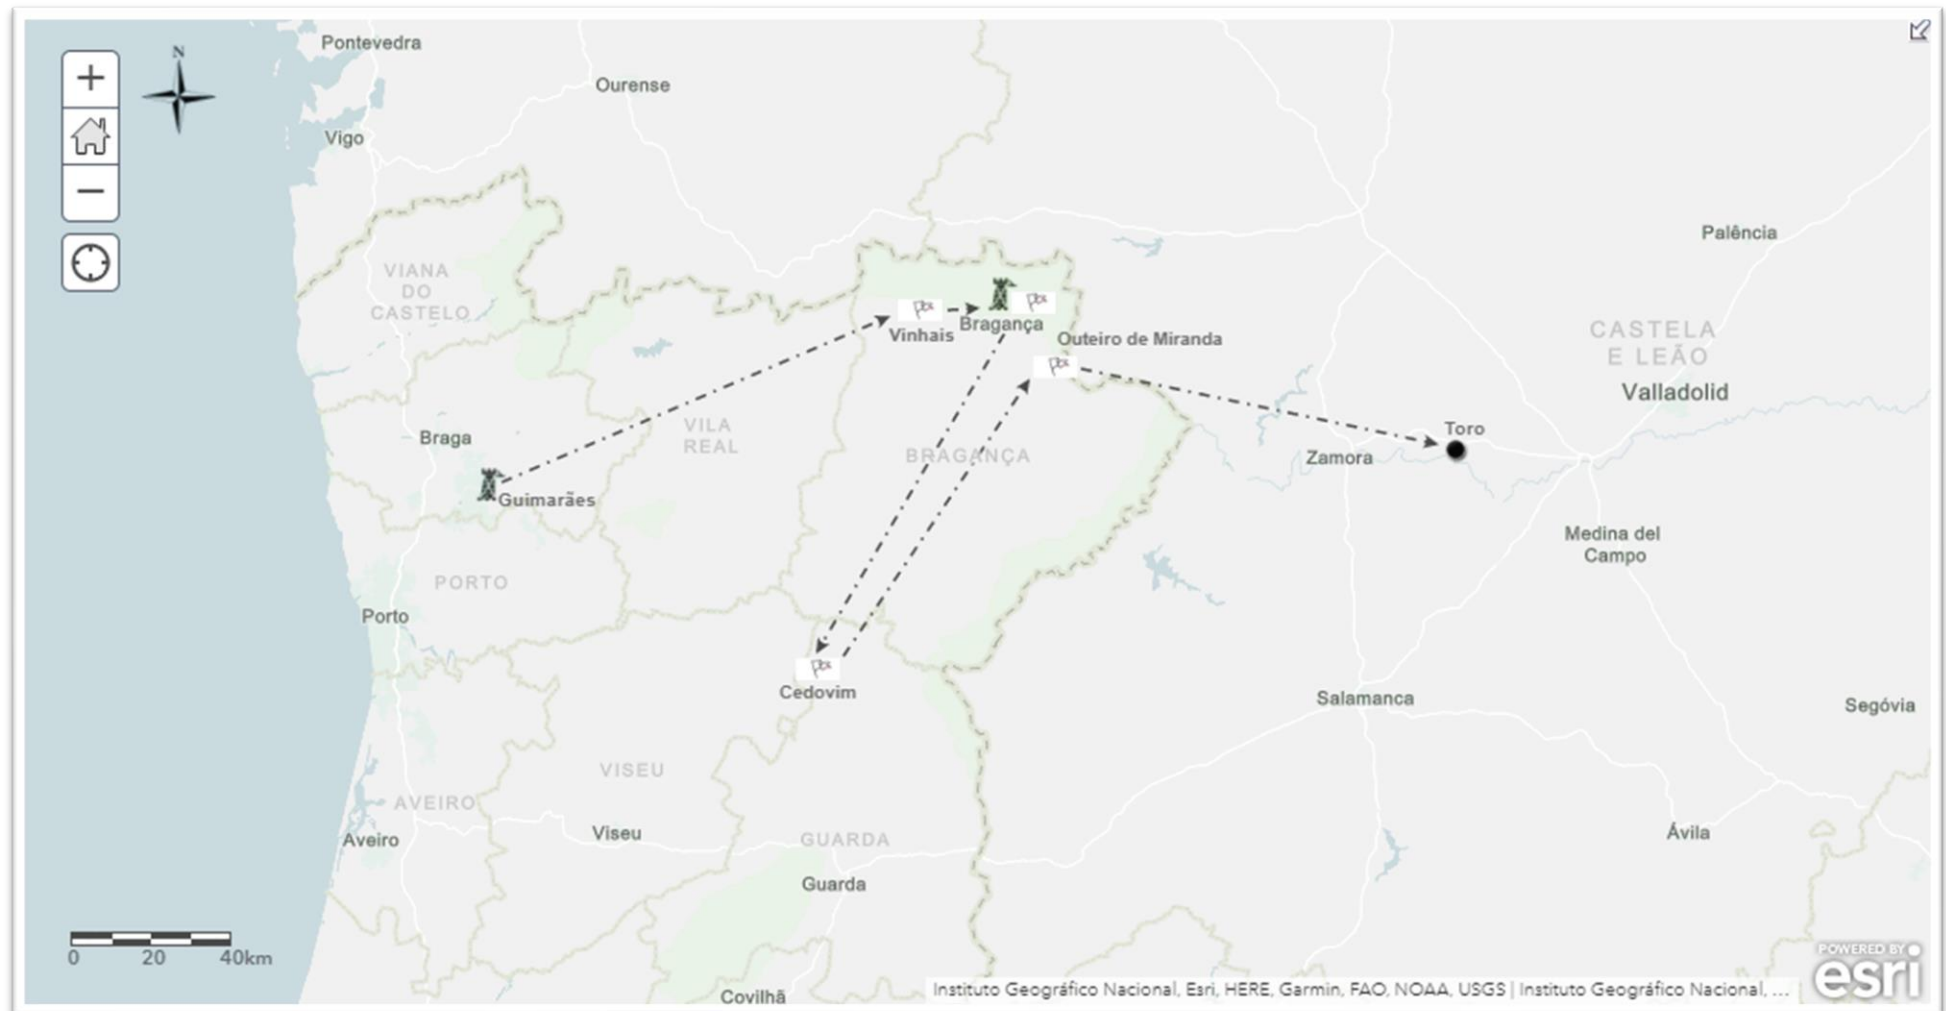 Pontevedra
N
Ourense
Vigo
Palência
VIANA
DO
CASTELO
Vinhais
Bragança
Outeiro de Miranda
CASTELA
E LEÃO
Valladolid
Braga
VILA
REAL
BRAGANÇA
Toro
Zamora
Guimarães
Medina del
Campo
PORTO
Porto
Cedovim
Salamanca
Segóvia
VISEU
AVEIRO
Aveiro
Viseu
GUARDA
Ávila
Guarda
0 20 40km
Covilhã
POWERED BY
esri
Instituto Geográfico Nacional, Esri, HERE, Garmin, FAO, NOAA, USGS | Instituto Geográfico Nacional, ...